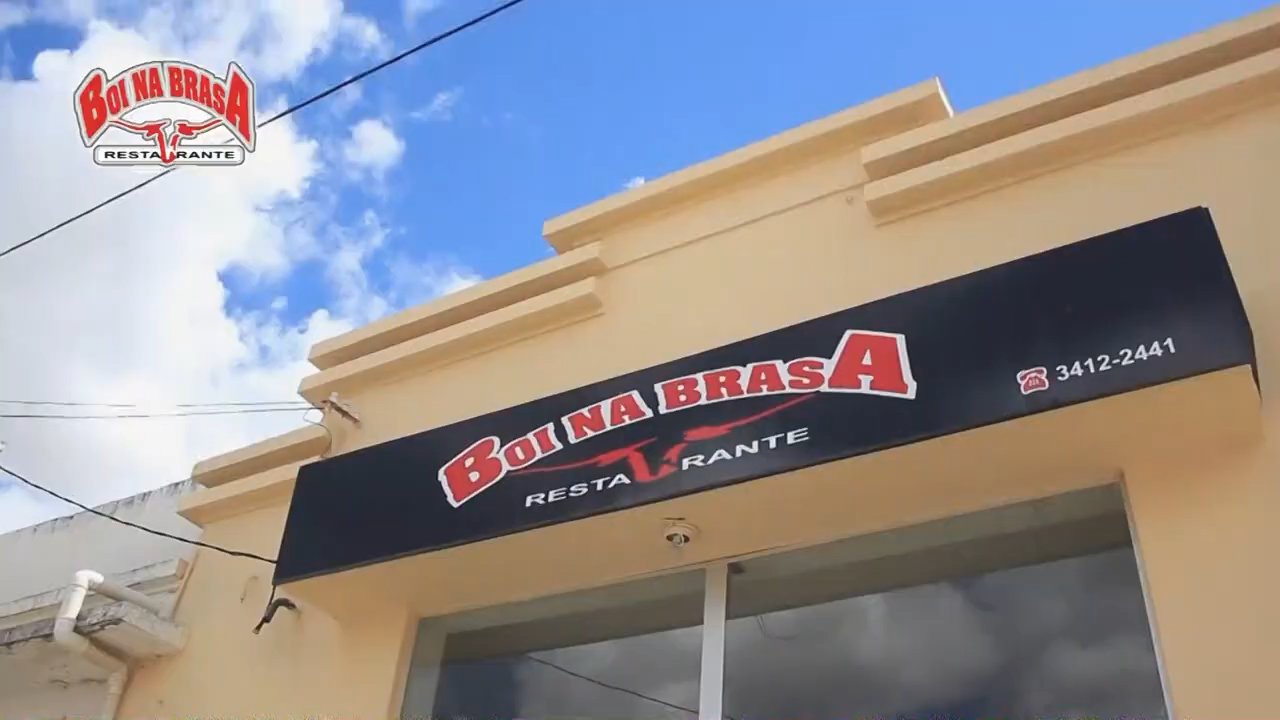 BOI NA BRASA
RESTAURANTE
BOI NA BRASA
RESTAURANTE
3412-2441